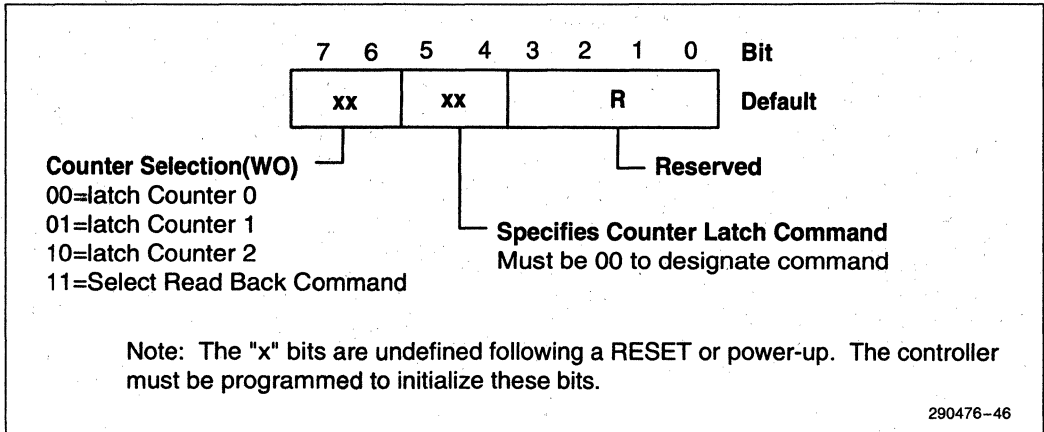 7 6 5 4 3 2 1 0 Bit
xx xx R Default
Counter Selection(WO)
00=latch Counter 0
01=latch Counter 1
10=latch Counter 2
11=Select Read Back Command
Reserved
Specifies Counter Latch Command
Must be 00 to designate command
Note: The "x" bits are undefined following a RESET or power-up. The controller
must be programmed to initialize these bits.
290476-46